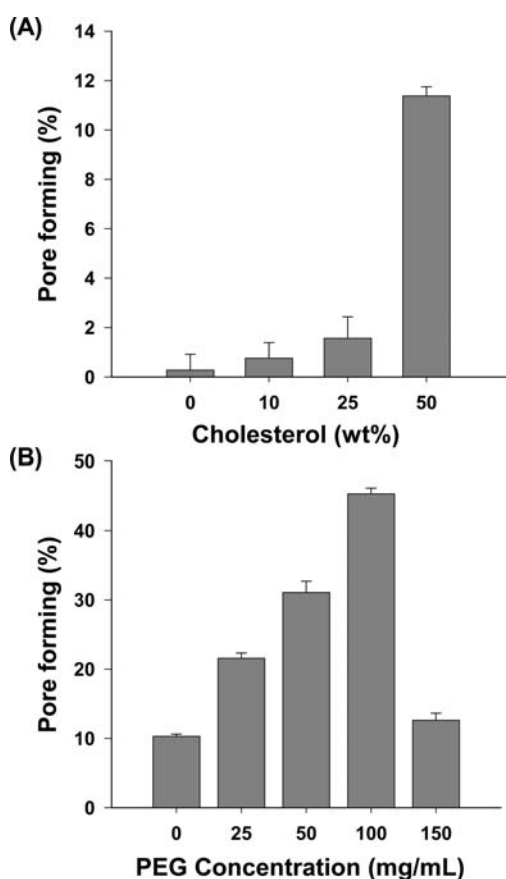 (A)
14
12
10
8
6
4
2
0
Pore forming (%)
0 10 25 50
Cholesterol (wt%)
(B)
50
40
30
20
10
0
Pore forming (%)
0 25 50 100 150
PEG Concentration (mg/mL)